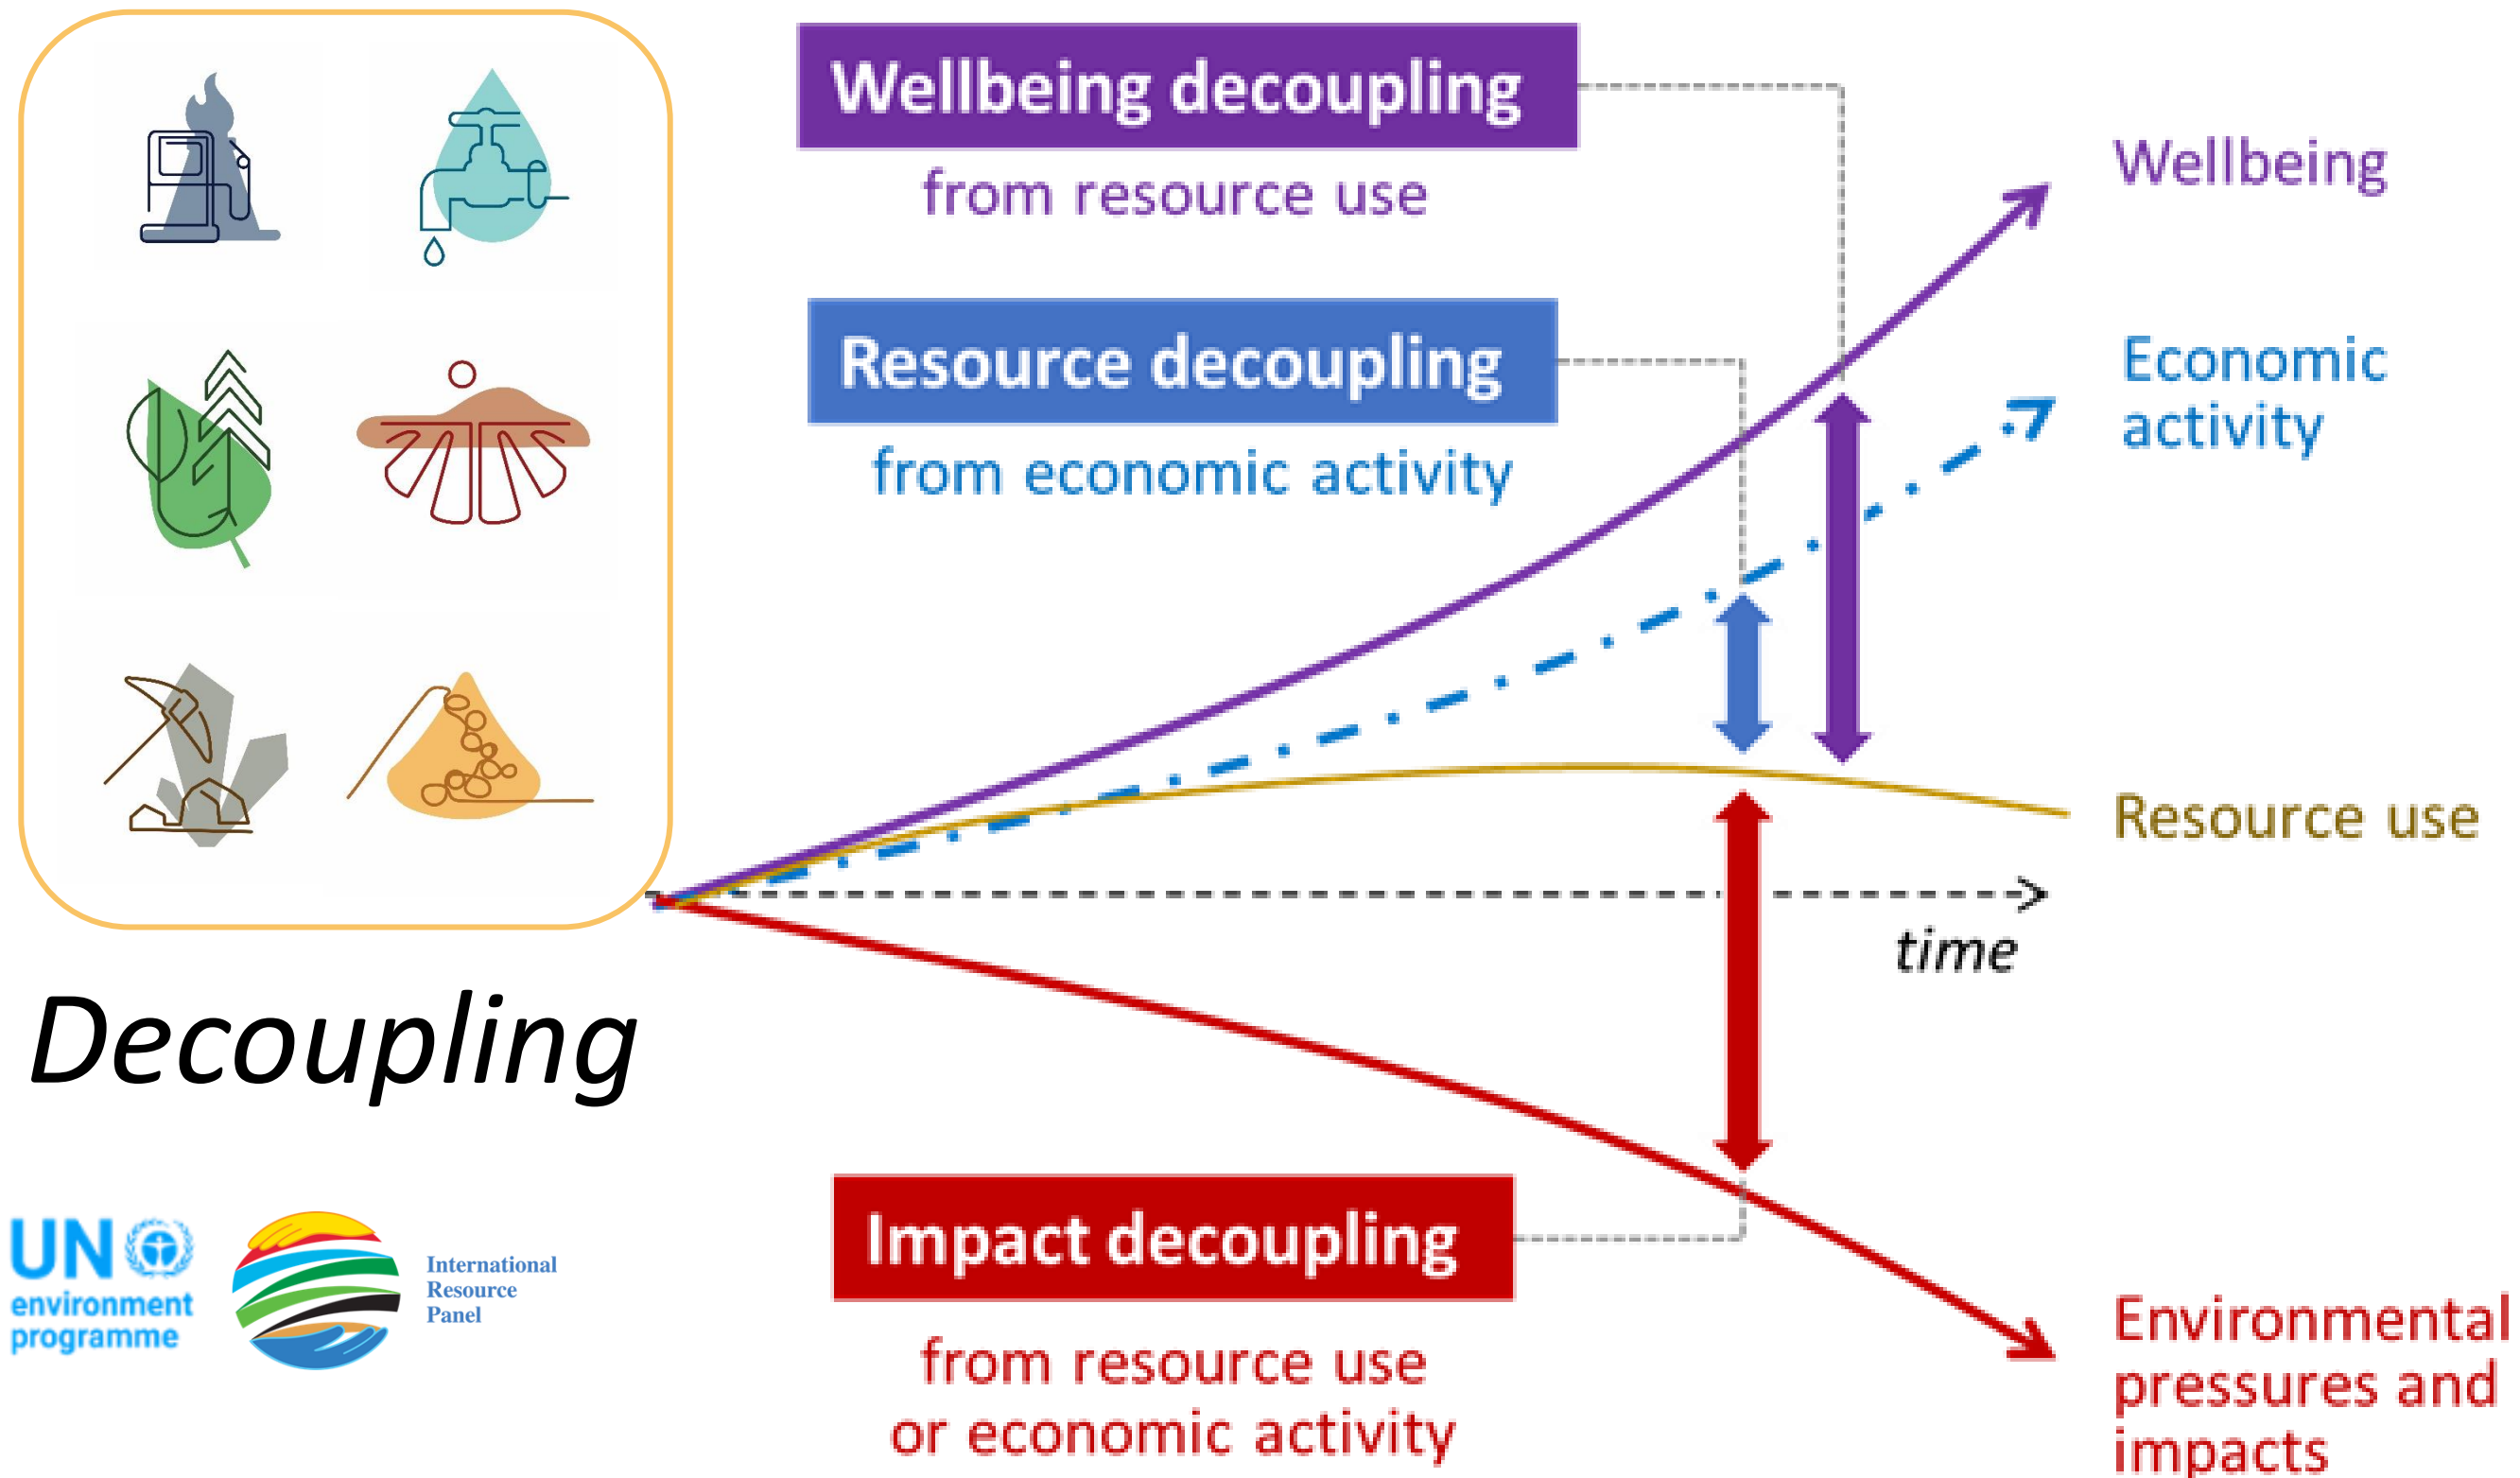 Wellbeing decoupling
from resource use
Resource decoupling
from economic activity
Wellbeing
Economic
activity
Resource use
time
Decoupling
Impact decoupling
from resource use
or economic activity
Environmental
pressures and
impacts
UN
environment
programme
International
Resource
Panel